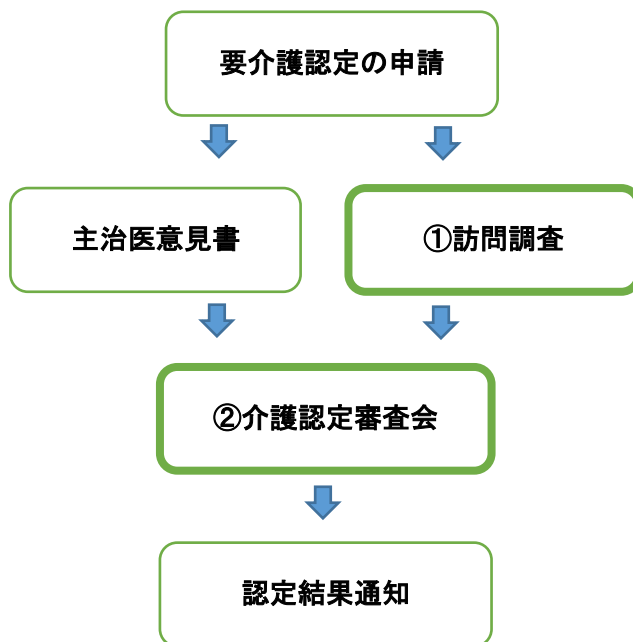 要介護認定の申請
主治医意見書
①訪問調査
②介護認定審査会
認定結果通知